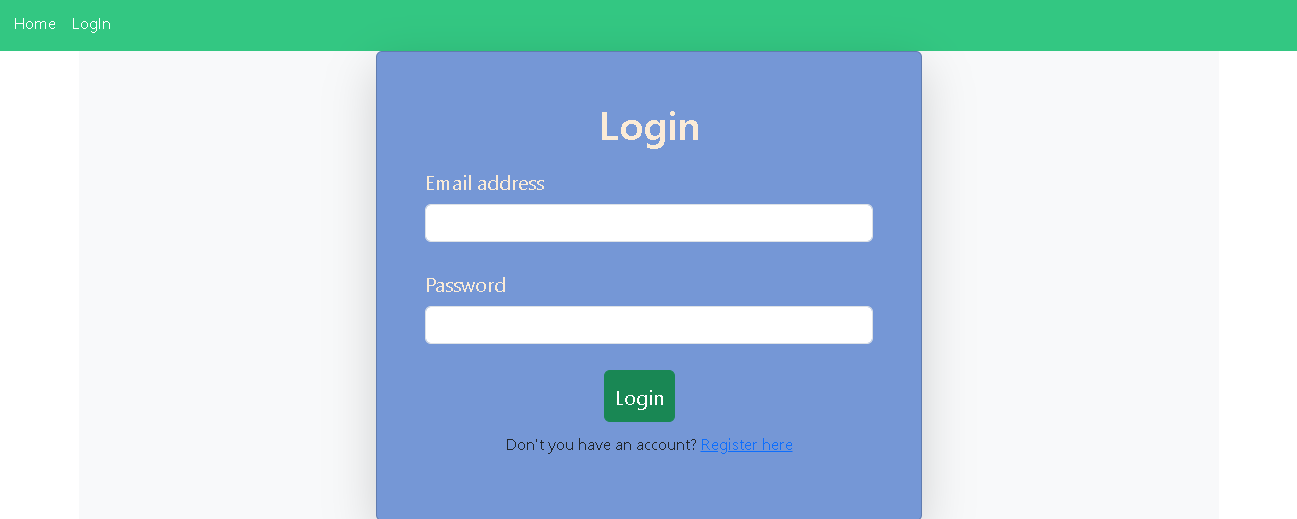 Home LogIn
Login
Email address
Password
Login
Don't you have an account? Register here